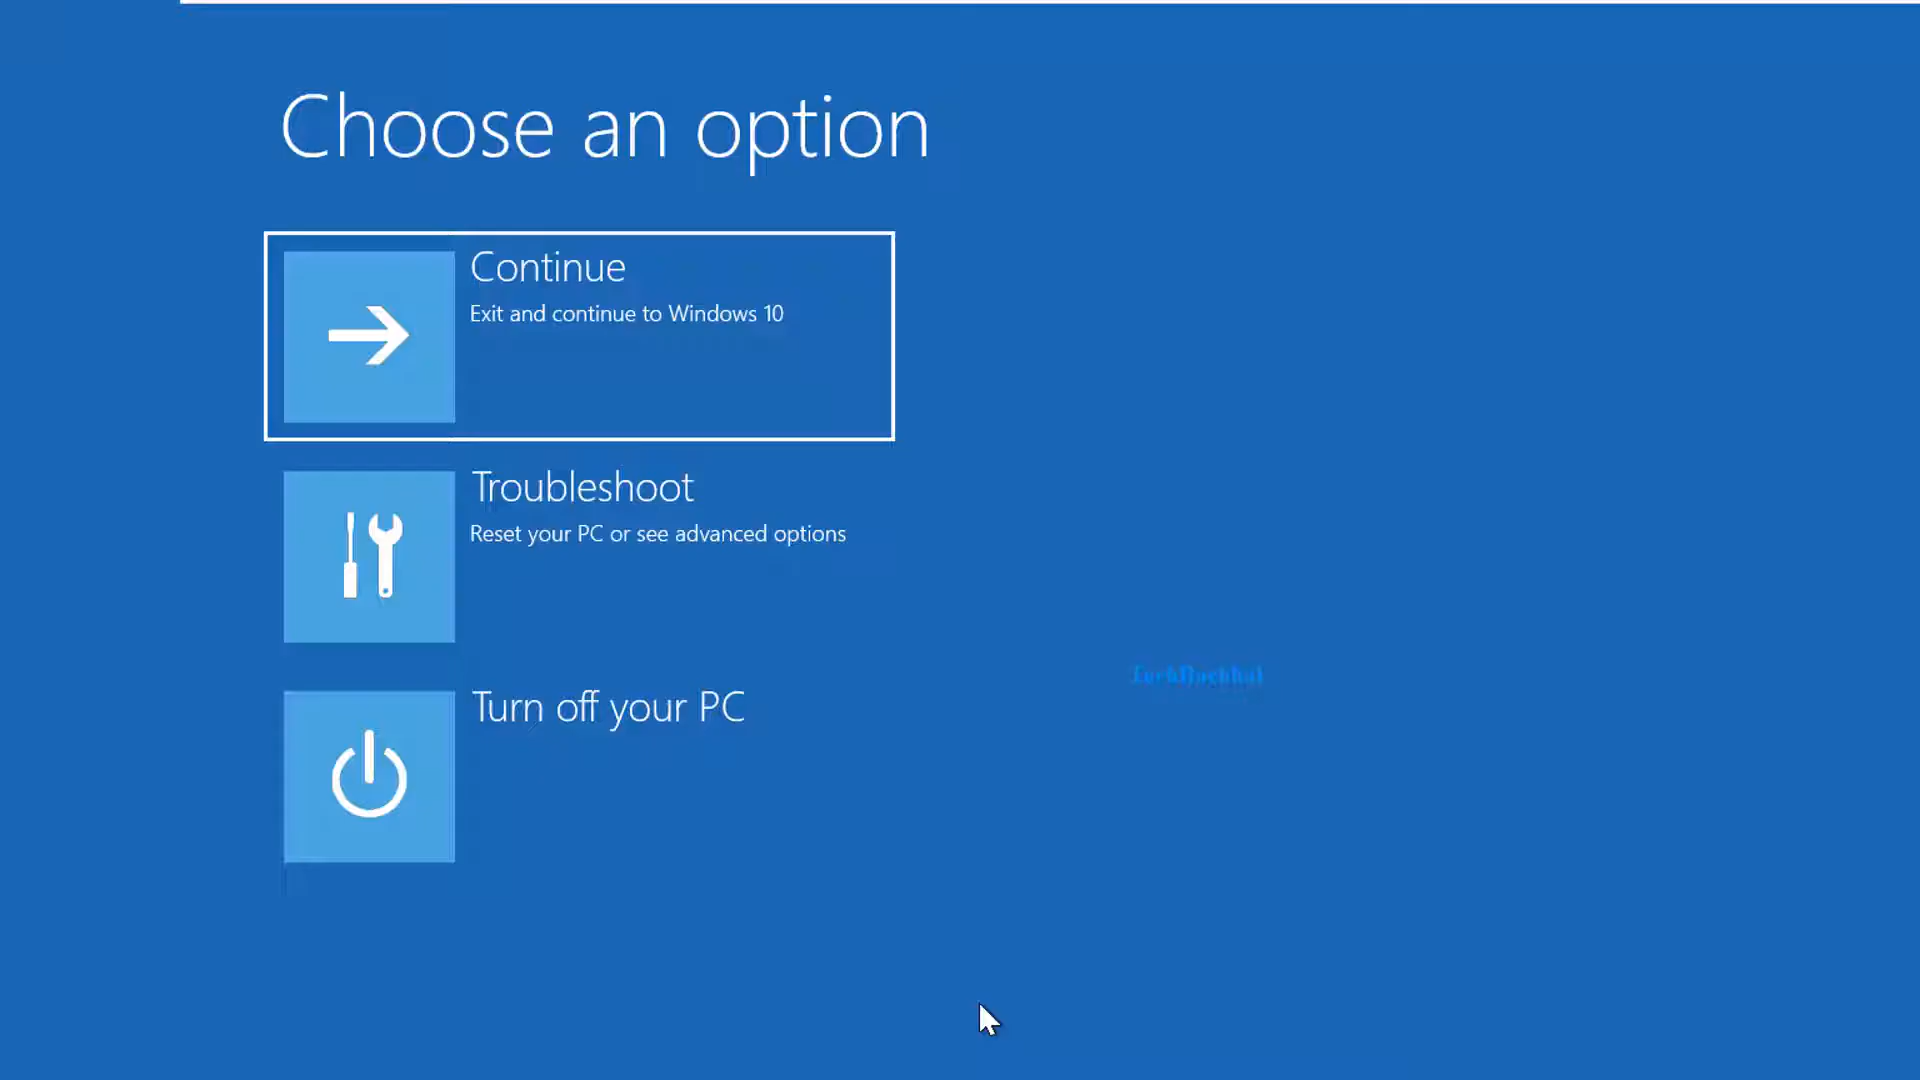 Choose an option
Continue
Exit and continue to Windows 10
Troubleshoot
Reset your PC or see advanced options
Turn off your PC